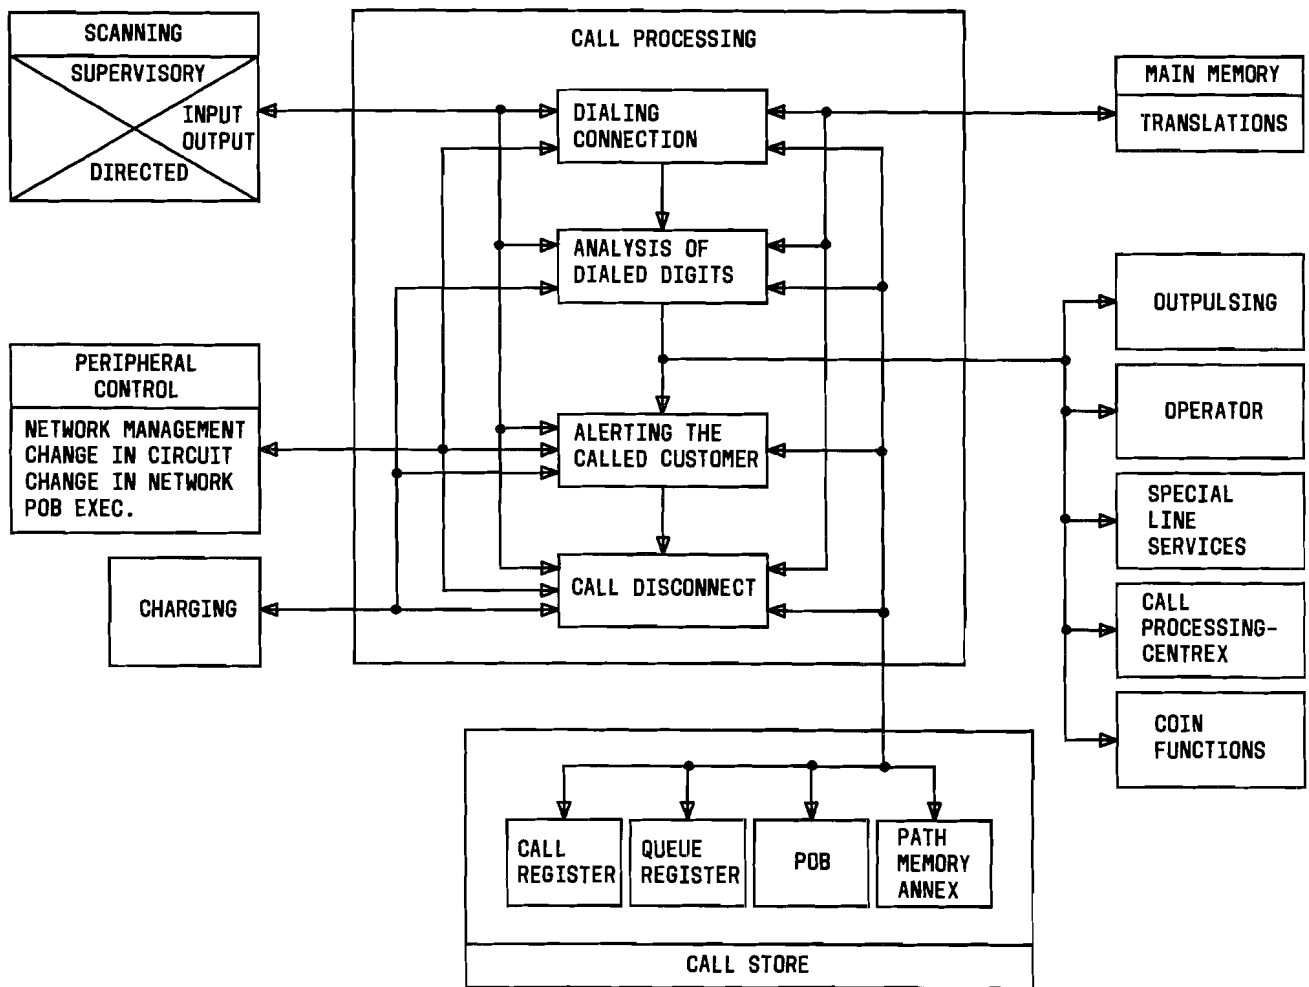 SCANNING
SUPERVISORY
INPUT
OUTPUT
DIRECTED
CALL PROCESSING
DIALING
CONNECTION
ANALYSIS OF
DIALED DIGITS
ALERTING THE
CALLED CUSTOMER
CALL DISCONNECT
MAIN MEMORY
TRANSLATIONS
PERIPHERAL
CONTROL
NETWORK MANAGEMENT
CHANGE IN CIRCUIT
CHANGE IN NETWORK
POB EXEC.
CHARGING
OUTPULSING
OPERATOR
SPECIAL
LINE
SERVICES
CALL
PROCESSING-
CENTREX
COIN
FUNCTIONS
CALL
REGISTER
QUEUE
REGISTER
POB
PATH
MEMORY
ANNEX
CALL STORE